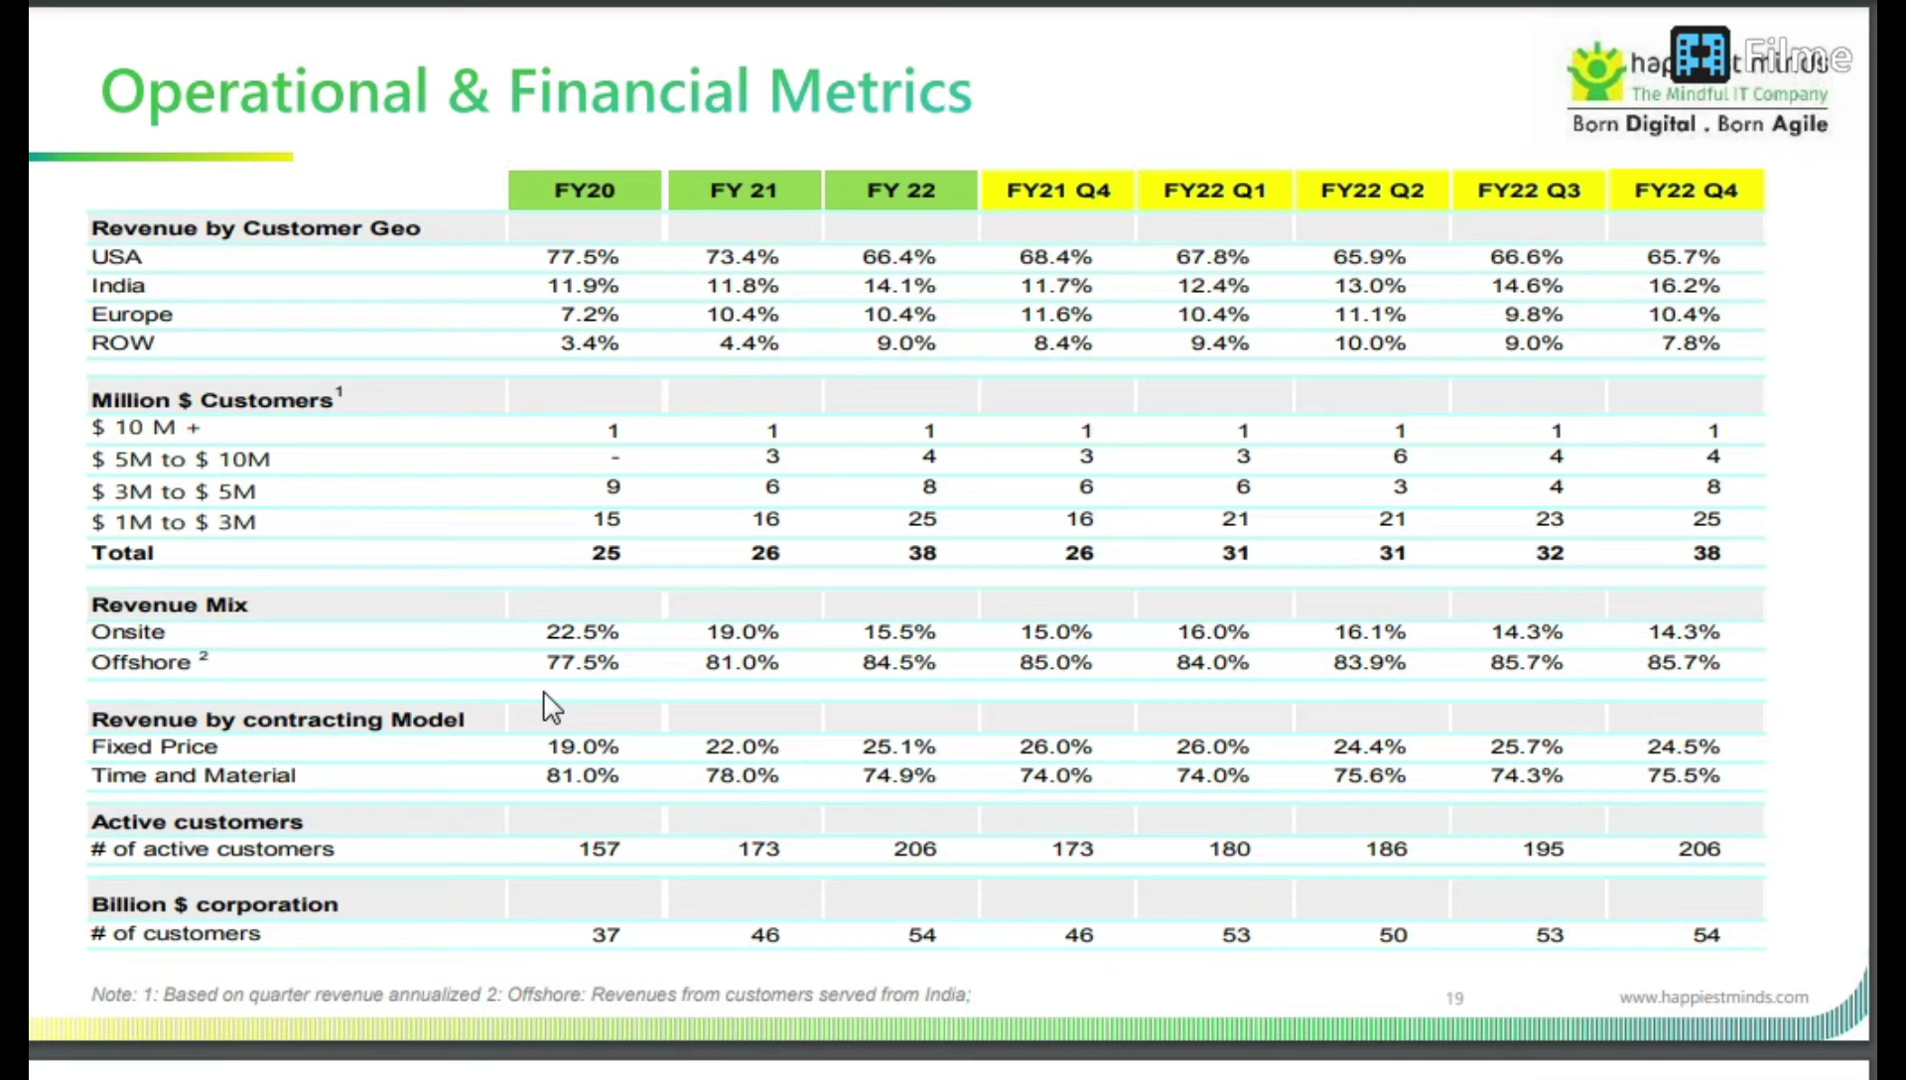 Operational & Financial Metrics
Filme
The Mindful IT Company
Born Digital . Born Agile
FY20 FY 21 FY 22 FY21 Q4 FY22 Q1 FY22 Q2 FY22 Q3 FY22 Q4
Revenue by Customer Geo
USA 77.5% 73.4% 66.4% 68.4% 67.8% 65.9% 66.6% 65.7%
India 11.9% 11.8% 14.1% 11.7% 12.4% 13.0% 14.6% 16.2%
Europe 7.2% 10.4% 10.4% 11.6% 10.4% 11.1% 9.8% 10.4%
ROW 3.4% 4.4% 9.0% 8.4% 9.4% 10.0% 9.0% 7.8%
Million $ Customers1
$ 10 M + 1 1 1 1 1 1 1 1
$ 5M to $ 10M - 3 4 3 3 6 4 4
$ 3M to $ 5M 9 6 8 6 6 3 4 8
$ 1M to $ 3M 15 16 25 16 21 21 23 25
Total 25 26 38 26 31 31 32 38
Revenue Mix
Onsite 22.5% 19.0% 15.5% 15.0% 16.0% 16.1% 14.3% 14.3%
Offshore 2 77.5% 81.0% 84.5% 85.0% 84.0% 83.9% 85.7% 85.7%
Revenue by contracting Model
Fixed Price 19.0% 22.0% 25.1% 26.0% 26.0% 24.4% 25.7% 24.5%
Time and Material 81.0% 78.0% 74.9% 74.0% 74.0% 75.6% 74.3% 75.5%
Active customers
# of active customers 157 173 206 173 180 186 195 206
Billion $ corporation
# of customers 37 46 54 46 53 50 53 54
Note: 1: Based on quarter revenue annualized 2: Offshore: Revenues from customers served from India;
19
www.happiestminds.com